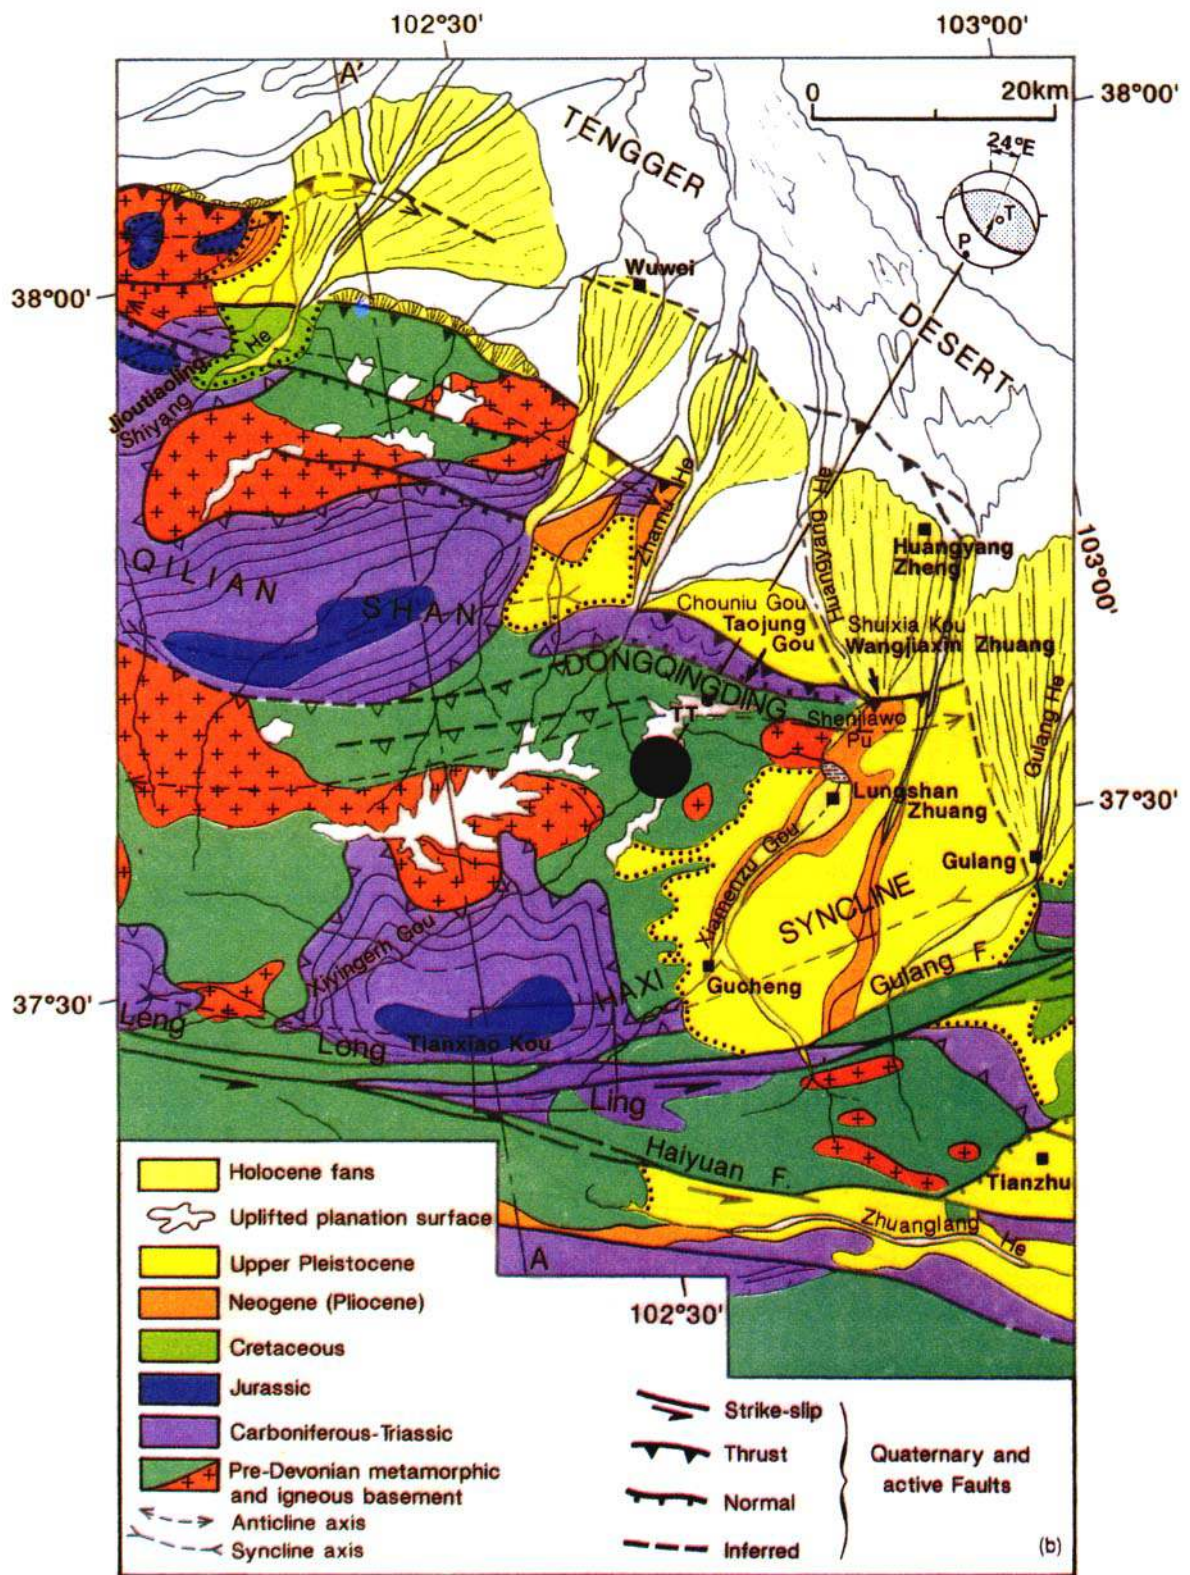 102°30'
103°00'
A'
0
20km
38°00'
TENGGER
24°E
T
P
Wuwei
38°00'
DESERT
He
Jioutiaoling
Shiyang
Zhamu He
Huangyang He
Huangyang
Zheng
103°00'
QILIAN
SHAN
Chouniu Gou
Taojung
Gou
Shuixia Kou
Wangjiaxin Zhuang
DONGQINGDING
TT
Shenjiawo
Pu
Gulang He
Lungshan
Zhuang
37°30'
Xiamenzu Gou
Gulang
SYNCLINE
Xiyingerh Gou
Gucheng
Gulang F.
HAXI
37°30'
Leng
Long
Tianxiao Kou
Ling
Haiyuan F.
Tianzhu
Zhuanglang
He
A
102°30'
Holocene fans
Uplifted planation surface
Upper Pleistocene
Neogene (Pliocene)
Cretaceous
Jurassic
Carboniferous-Triassic
Pre-Devonian metamorphic
and igneous basement
Anticline axis
Syncline axis
Strike-slip
Thrust
Normal
Inferred
Quaternary and
active Faults
(b)